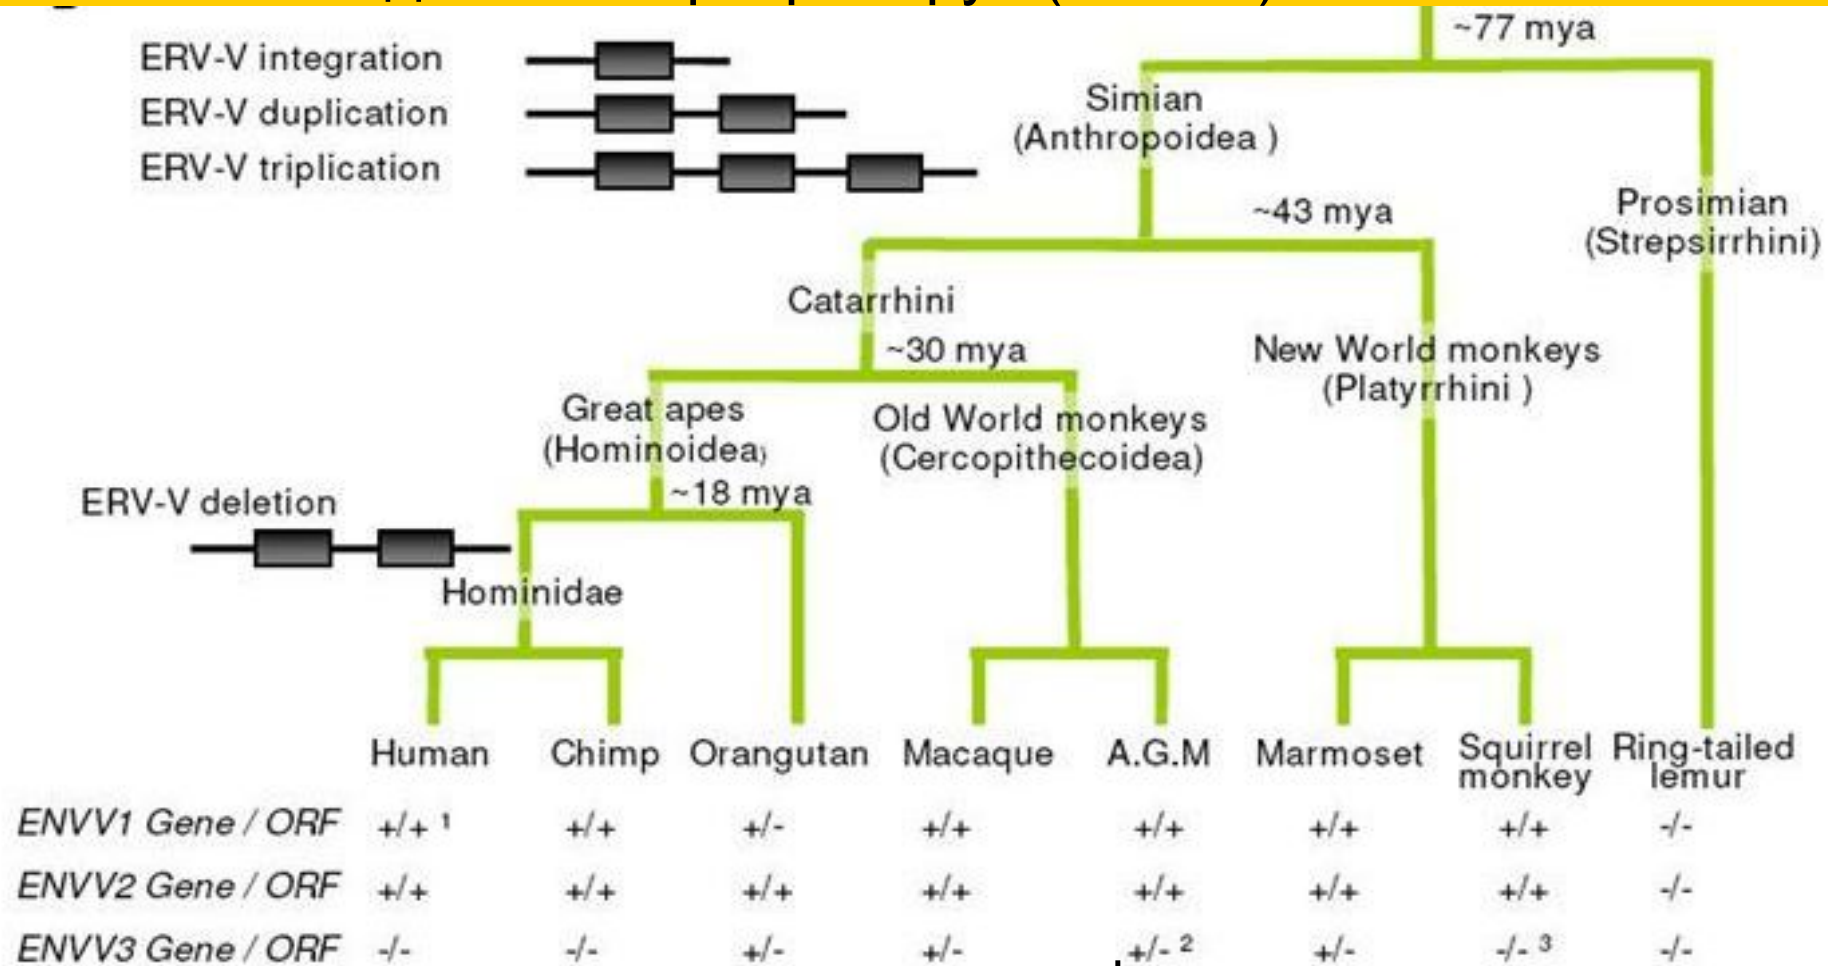 ~77 mya
ERV-V integration
ERV-V duplication
ERV-V triplication
Simian
(Anthropoidea )
Prosimian
(Strepsirrhini)
~43 mya
Catarrhini
~30 mya
New World monkeys
(Platyrrhini )
Great apes
(Hominoidea)
Old World monkeys
(Cercopithecoidea)
~18 mya
ERV-V deletion
Hominidae
Human Chimp Orangutan Macaque A.G.M Marmoset Squirrel monkey Ring-tailed lemur
ENVV1 Gene / ORF +/+ 1 +/+ +/- +/+ +/+ +/+ +/+ -/-
ENVV2 Gene / ORF +/+ +/+ +/+ +/+ +/+ +/+ +/+ -/-
ENVV3 Gene / ORF -/- -/- +/- +/- +/- 2 +/- -/- 3 -/-